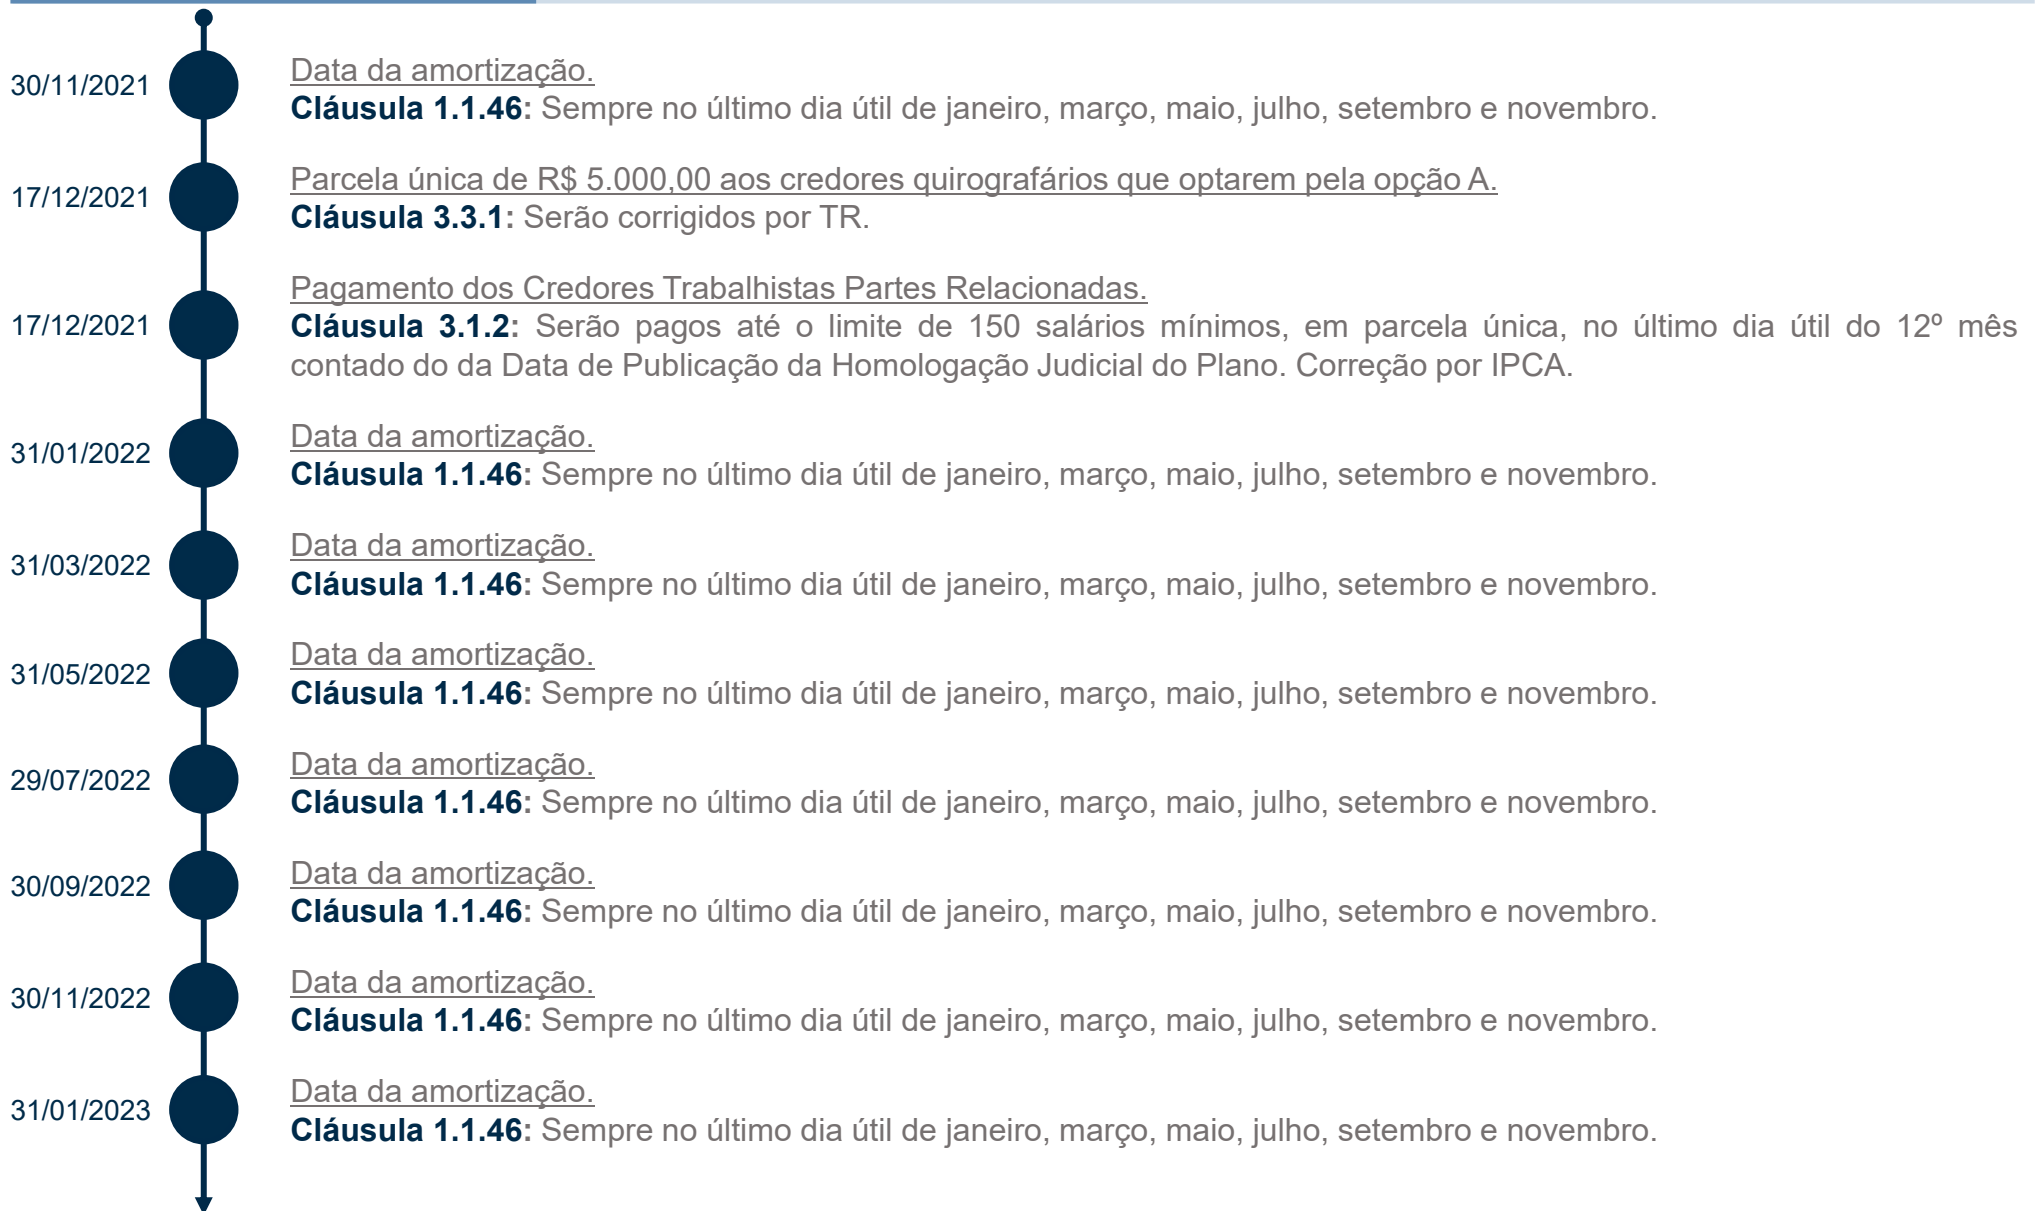 30/11/2021
Data da amortização.
Cláusula 1.1.46: Sempre no último dia útil de janeiro, março, maio, julho, setembro e novembro.
17/12/2021
Parcela única de R$ 5.000,00 aos credores quirografários que optarem pela opção A.
Cláusula 3.3.1: Serão corrigidos por TR.
17/12/2021
Pagamento dos Credores Trabalhistas Partes Relacionadas.
Cláusula 3.1.2: Serão pagos até o limite de 150 salários mínimos, em parcela única, no último dia útil do 12º mês
contado do da Data de Publicação da Homologação Judicial do Plano. Correção por IPCA.
31/01/2022
Data da amortização.
Cláusula 1.1.46: Sempre no último dia útil de janeiro, março, maio, julho, setembro e novembro.
31/03/2022
Data da amortização.
Cláusula 1.1.46: Sempre no último dia útil de janeiro, março, maio, julho, setembro e novembro.
31/05/2022
Data da amortização.
Cláusula 1.1.46: Sempre no último dia útil de janeiro, março, maio, julho, setembro e novembro.
29/07/2022
Data da amortização.
Cláusula 1.1.46: Sempre no último dia útil de janeiro, março, maio, julho, setembro e novembro.
30/09/2022
Data da amortização.
Cláusula 1.1.46: Sempre no último dia útil de janeiro, março, maio, julho, setembro e novembro.
30/11/2022
Data da amortização.
Cláusula 1.1.46: Sempre no último dia útil de janeiro, março, maio, julho, setembro e novembro.
31/01/2023
Data da amortização.
Cláusula 1.1.46: Sempre no último dia útil de janeiro, março, maio, julho, setembro e novembro.